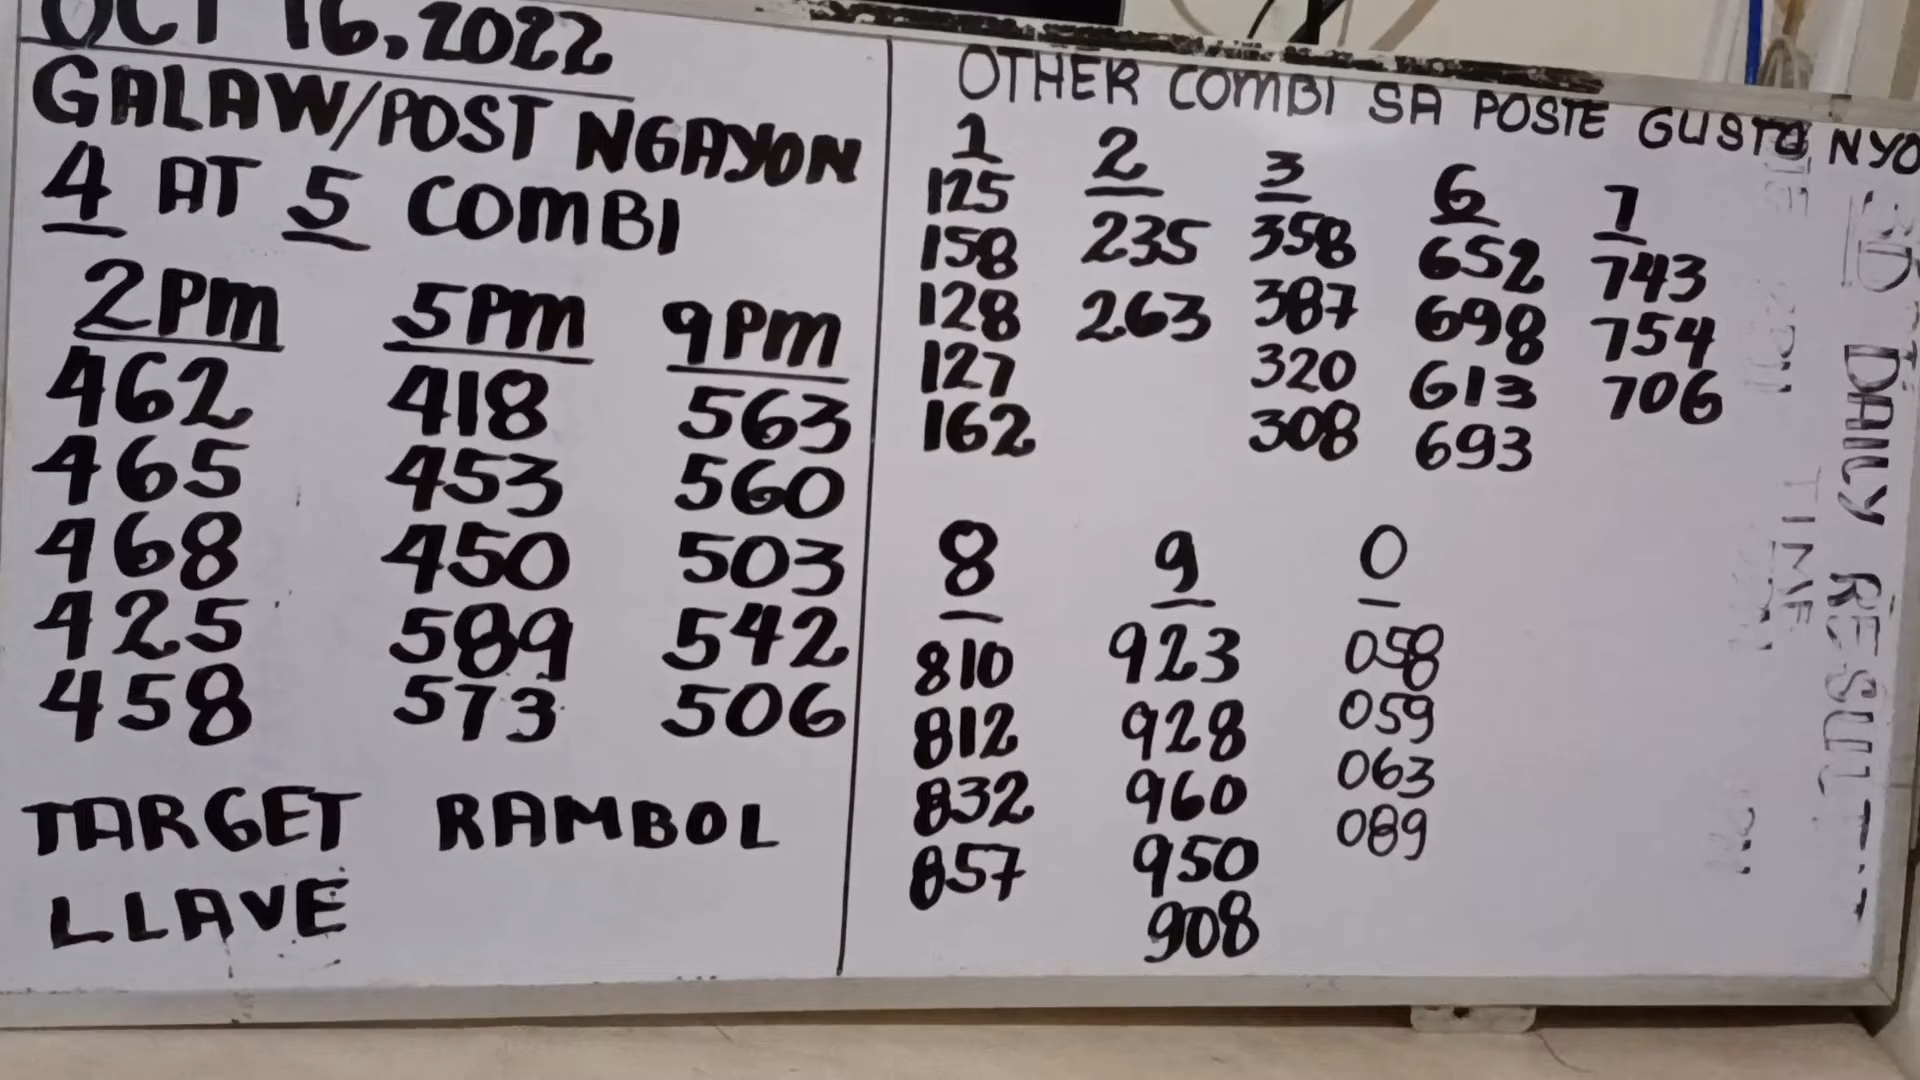 OCT 16, 2022
GALAW/POST NGAYON
4 AT 5 COMBI
2PM 5PM 9PM
462 418 563
465 453 560
468 450 503
425 589 542
458 573 506
TARGET RAMBOL
LLAVE
OTHER COMBI SA POSTE GUSTO NYO
1 2 3 6 7
125 235 358 652 743
158 263 387 698 754
128 320 613 706
127 308 693
162
8 9 0
810 923 058
812 928 059
832 960 063
857 950 089
908
3D DAILY RESULT
TIME